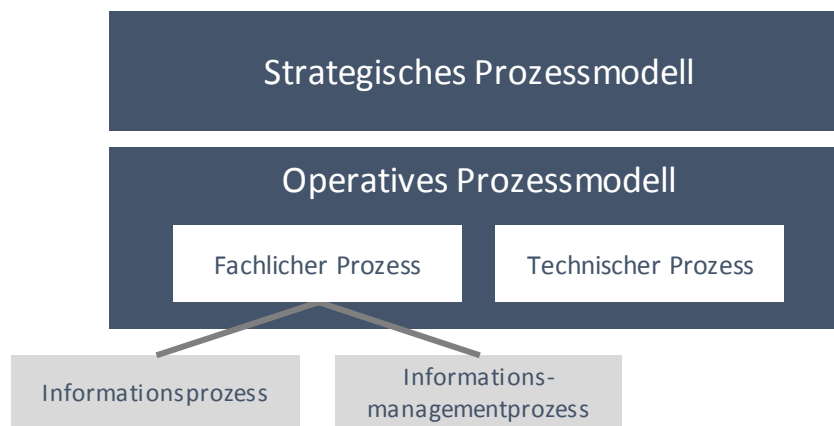 Strategisches Prozessmodell
Operatives Prozessmodell
Fachlicher Prozess
Technischer Prozess
Informationsprozess
Informations-
managementprozess